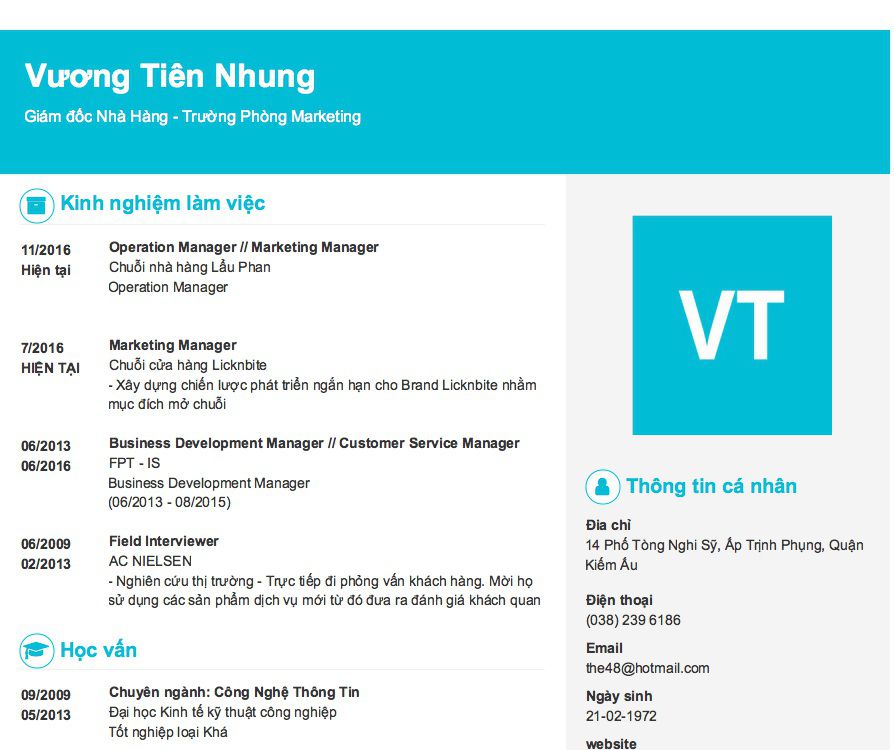 Vương Tiên Nhung
Giám đốc Nhà Hàng - Trường Phòng Marketing
Kinh nghiệm làm việc
11/2016
Hiện tại
Operation Manager // Marketing Manager
Chuỗi nhà hàng Lẩu Phan
Operation Manager
7/2016
HIỆN TẠI
Marketing Manager
Chuỗi cửa hàng Licknbite
- Xây dựng chiến lược phát triển ngắn hạn cho Brand Licknbite nhằm
mục đích mở chuỗi
06/2013
06/2016
Business Development Manager // Customer Service Manager
FPT - IS
Business Development Manager
(06/2013 - 08/2015)
06/2009
02/2013
Field Interviewer
AC NIELSEN
- Nghiên cứu thị trường - Trực tiếp đi phỏng vấn khách hàng. Mời họ
sử dụng các sản phẩm dịch vụ mới từ đó đưa ra đánh giá khách quan
Học vấn
09/2009
05/2013
Chuyên ngành: Công Nghệ Thông Tin
Đại học Kinh tế kỹ thuật công nghiệp
Tốt nghiệp loại Khá
VT
Thông tin cá nhân
Đia chỉ
14 Phố Tòng Nghi Sỹ, Ấp Trịnh Phụng, Quận
Kiếm Ấu
Điện thoại
(038) 239 6186
Email
the48@hotmail.com
Ngày sinh
21-02-1972
website